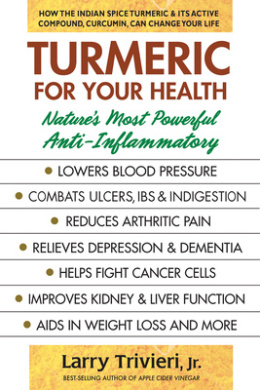 HOW THE INDIAN SPICE TURMERIC & ITS ACTIVE
COMPOUND, CURCUMIN, CAN CHANGE YOUR LIFE
TURMERIC
FOR YOUR HEALTH
Nature's Most Powerful
Anti-Inflammatory
• LOWERS BLOOD PRESSURE
• COMBATS ULCERS, IBS & INDIGESTION
• REDUCES ARTHRITIC PAIN
• RELIEVES DEPRESSION & DEMENTIA
• HELPS FIGHT CANCER CELLS
• IMPROVES KIDNEY & LIVER FUNCTION
• AIDS IN WEIGHT LOSS AND MORE
Larry Trivieri, Jr.
BEST-SELLING AUTHOR OF APPLE CIDER VINEGAR